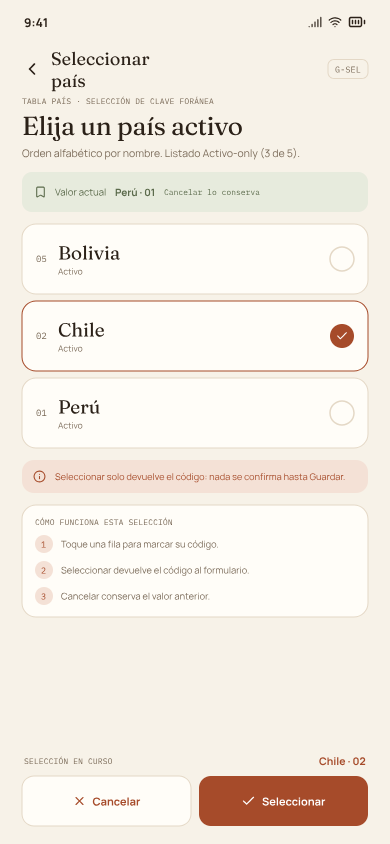 9:41
Seleccionar
país
G-SEL
TABLA PAÍS · SELECCIÓN DE CLAVE FORÁNEA
Elija un país activo
Orden alfabético por nombre. Listado Activo-only (3 de 5).
Valor actual Perú · 01 Cancelar lo conserva
05 Bolivia
Activo
02 Chile
Activo
01 Perú
Activo
Seleccionar solo devuelve el código: nada se confirma hasta Guardar.
CÓMO FUNCIONA ESTA SELECCIÓN
1 Toque una fila para marcar su código.
2 Seleccionar devuelve el código al formulario.
3 Cancelar conserva el valor anterior.
SELECCIÓN EN CURSO Chile · 02
Cancelar Seleccionar